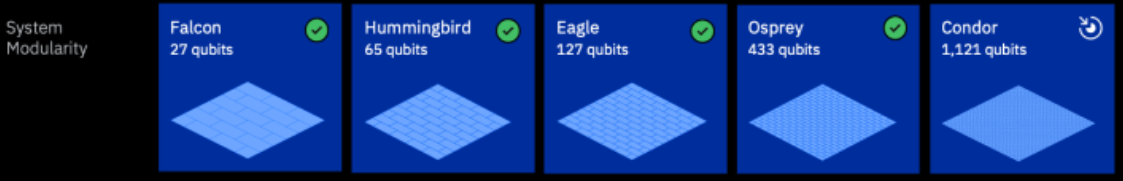 System
Modularity
Falcon
27 qubits
Hummingbird
65 qubits
Eagle
127 qubits
Osprey
433 qubits
Condor
1,121 qubits